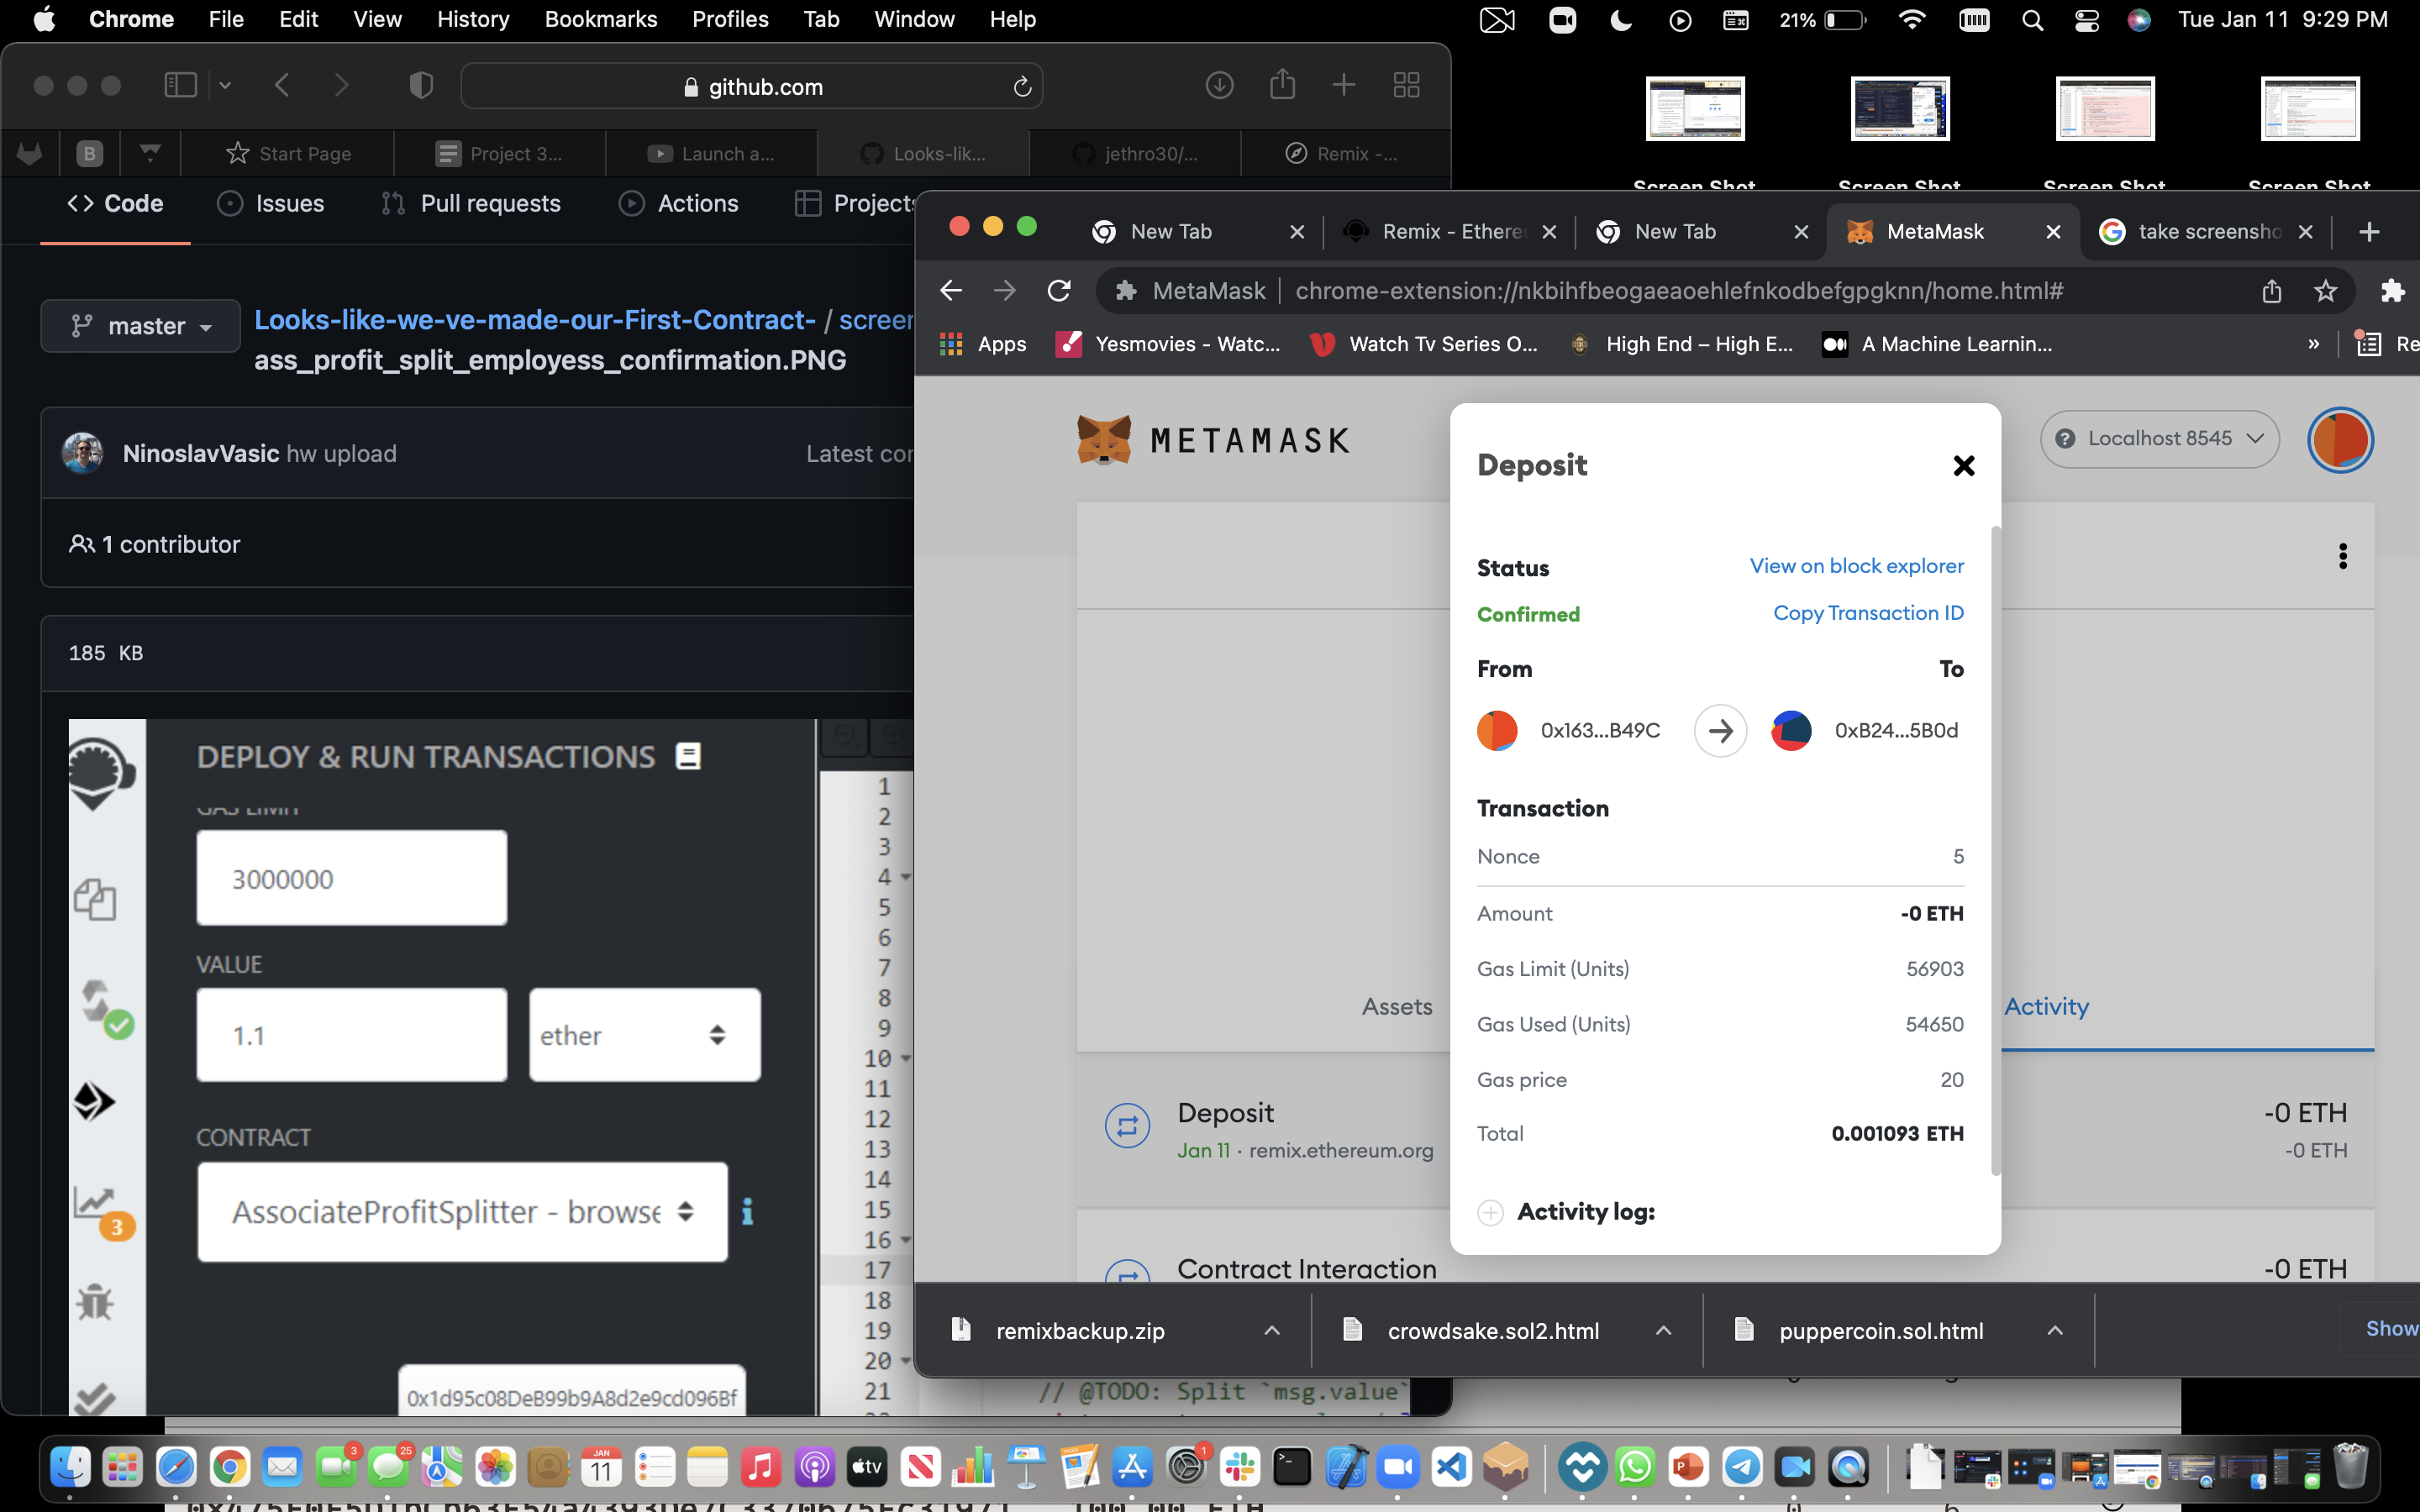 Chrome File Edit View History Bookmarks Profiles Tab Window Help
21% Tue Jan 11 9:29 PM
github.com
B
Start Page
Project 3...
Launch a...
Looks-lik...
jethro30/...
Remix -...
Screen Shot
Screen Shot
Screen Shot
Screen Shot
Code Issues Pull requests Actions Projects
master
Looks-like-we-ve-made-our-First-Contract- / screen
ass_profit_split_employess_confirmation.PNG
NinoslavVasic hw upload Latest co
1 contributor
185 KB
DEPLOY & RUN TRANSACTIONS
GAS LIMIT
3000000
VALUE
1.1
ether
CONTRACT
AssociateProfitSplitter - browse
i
3
0x1d95c08DeB99b9A8d2e9cd096Bf
1
2
3
4
5
6
7
8
9
10
11
12
13
14
15
16
17
18
19
20
21
// @TODO: Split `msg.value`
New Tab
Remix - Ethere
New Tab
MetaMask
take screensho
MetaMask
chrome-extension://nkbihfbeogaeaoehlefnkodbefgpgknn/home.html#
Apps
Yesmovies - Watc...
Watch Tv Series O...
High End – High E...
A Machine Learnin...
»
Re
METAMASK
Localhost 8545
Deposit
Status View on block explorer
Confirmed Copy Transaction ID
From To
0x163...B49C 0xB24...5B0d
Transaction
Nonce 5
Amount -0 ETH
Gas Limit (Units) 56903
Gas Used (Units) 54650
Gas price 20
Total 0.001093 ETH
Activity log:
Assets
Activity
Deposit -0 ETH
Jan 11 · remix.ethereum.org -0 ETH
Contract Interaction -0 ETH
remixbackup.zip
crowdsake.sol2.html
puppercoin.sol.html
Show
3
25
JAN
11
tv
1